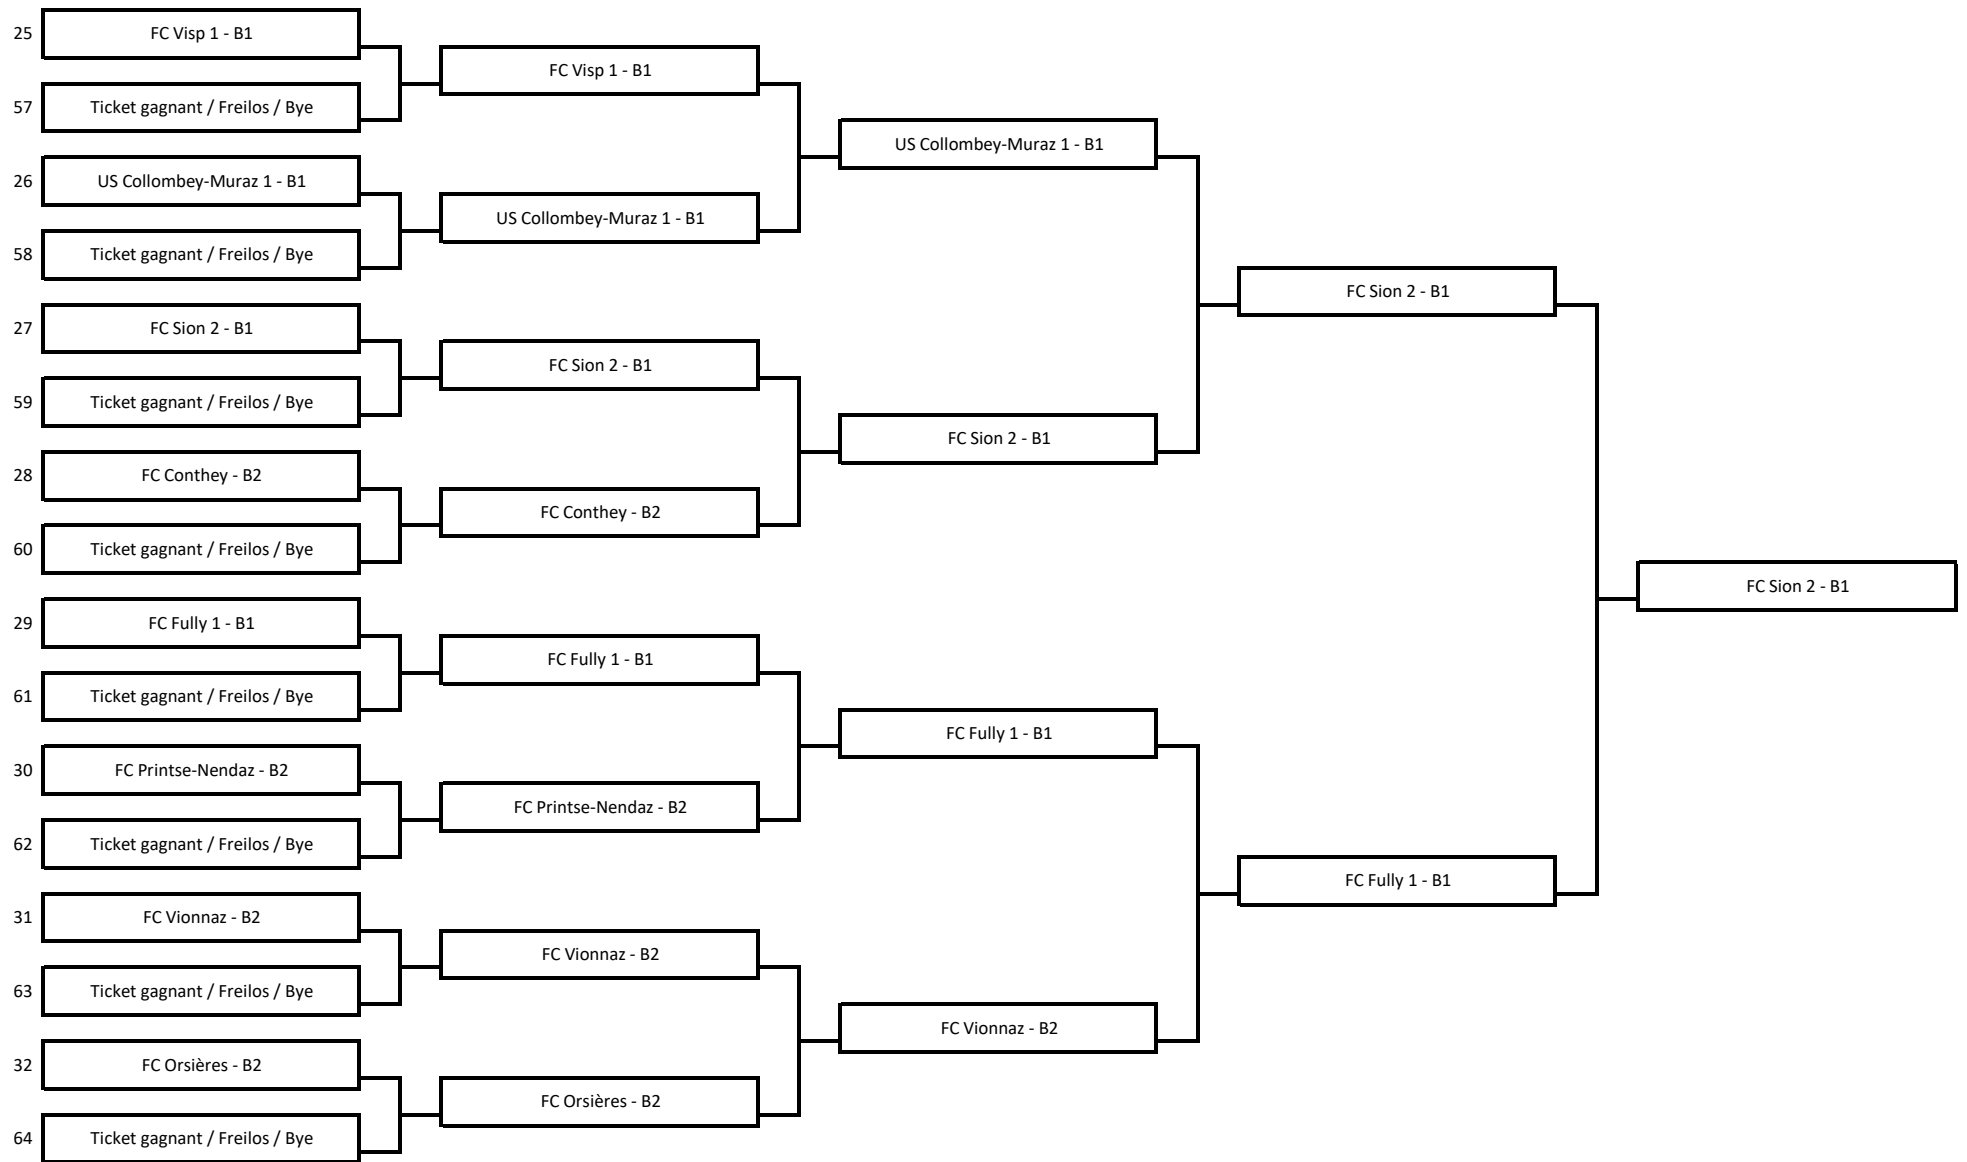 25
FC Visp 1 - B1
57
Ticket gagnant / Freilos / Bye
26
US Collombey-Muraz 1 - B1
58
Ticket gagnant / Freilos / Bye
27
FC Sion 2 - B1
59
Ticket gagnant / Freilos / Bye
28
FC Conthey - B2
60
Ticket gagnant / Freilos / Bye
29
FC Fully 1 - B1
61
Ticket gagnant / Freilos / Bye
30
FC Printse-Nendaz - B2
62
Ticket gagnant / Freilos / Bye
31
FC Vionnaz - B2
63
Ticket gagnant / Freilos / Bye
32
FC Orsières - B2
64
Ticket gagnant / Freilos / Bye
FC Visp 1 - B1
US Collombey-Muraz 1 - B1
FC Sion 2 - B1
FC Conthey - B2
FC Fully 1 - B1
FC Printse-Nendaz - B2
FC Vionnaz - B2
FC Orsières - B2
US Collombey-Muraz 1 - B1
FC Sion 2 - B1
FC Fully 1 - B1
FC Vionnaz - B2
FC Sion 2 - B1
FC Fully 1 - B1
FC Sion 2 - B1